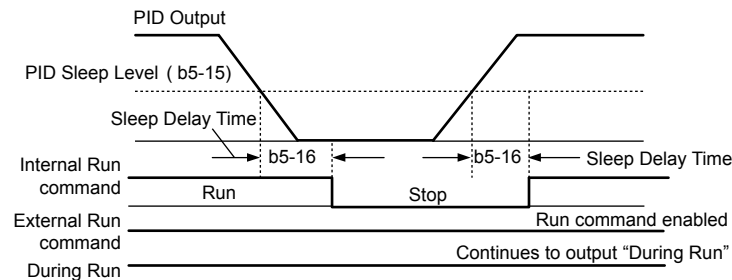 PID Output
PID Sleep Level ( b5-15)
Sleep Delay Time
b5-16
b5-16
Sleep Delay Time
Internal Run
command
Run
Stop
External Run
command
Run command enabled
Continues to output “During Run”
During Run